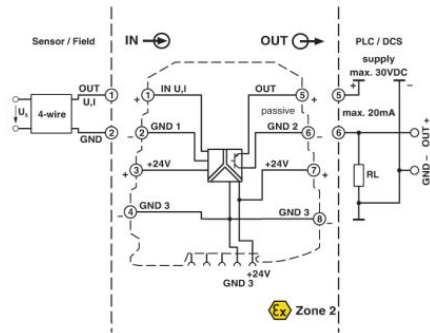 Sensor / Field
IN
OUT
PLC / DCS
supply
max. 30VDC
OUT
U,I
1
+
1
IN U,I
OUT
5
+
5
+
–
passive
max. 20mA
Us
4-wire
GND
2
–
2
GND 1
GND 2
6
–
6
OUT +
+
3
+24V
+24V
7
+
RL
GND –
–
4
GND 3
GND 3
8
–
+24V
GND 3
Ex
Zone 2